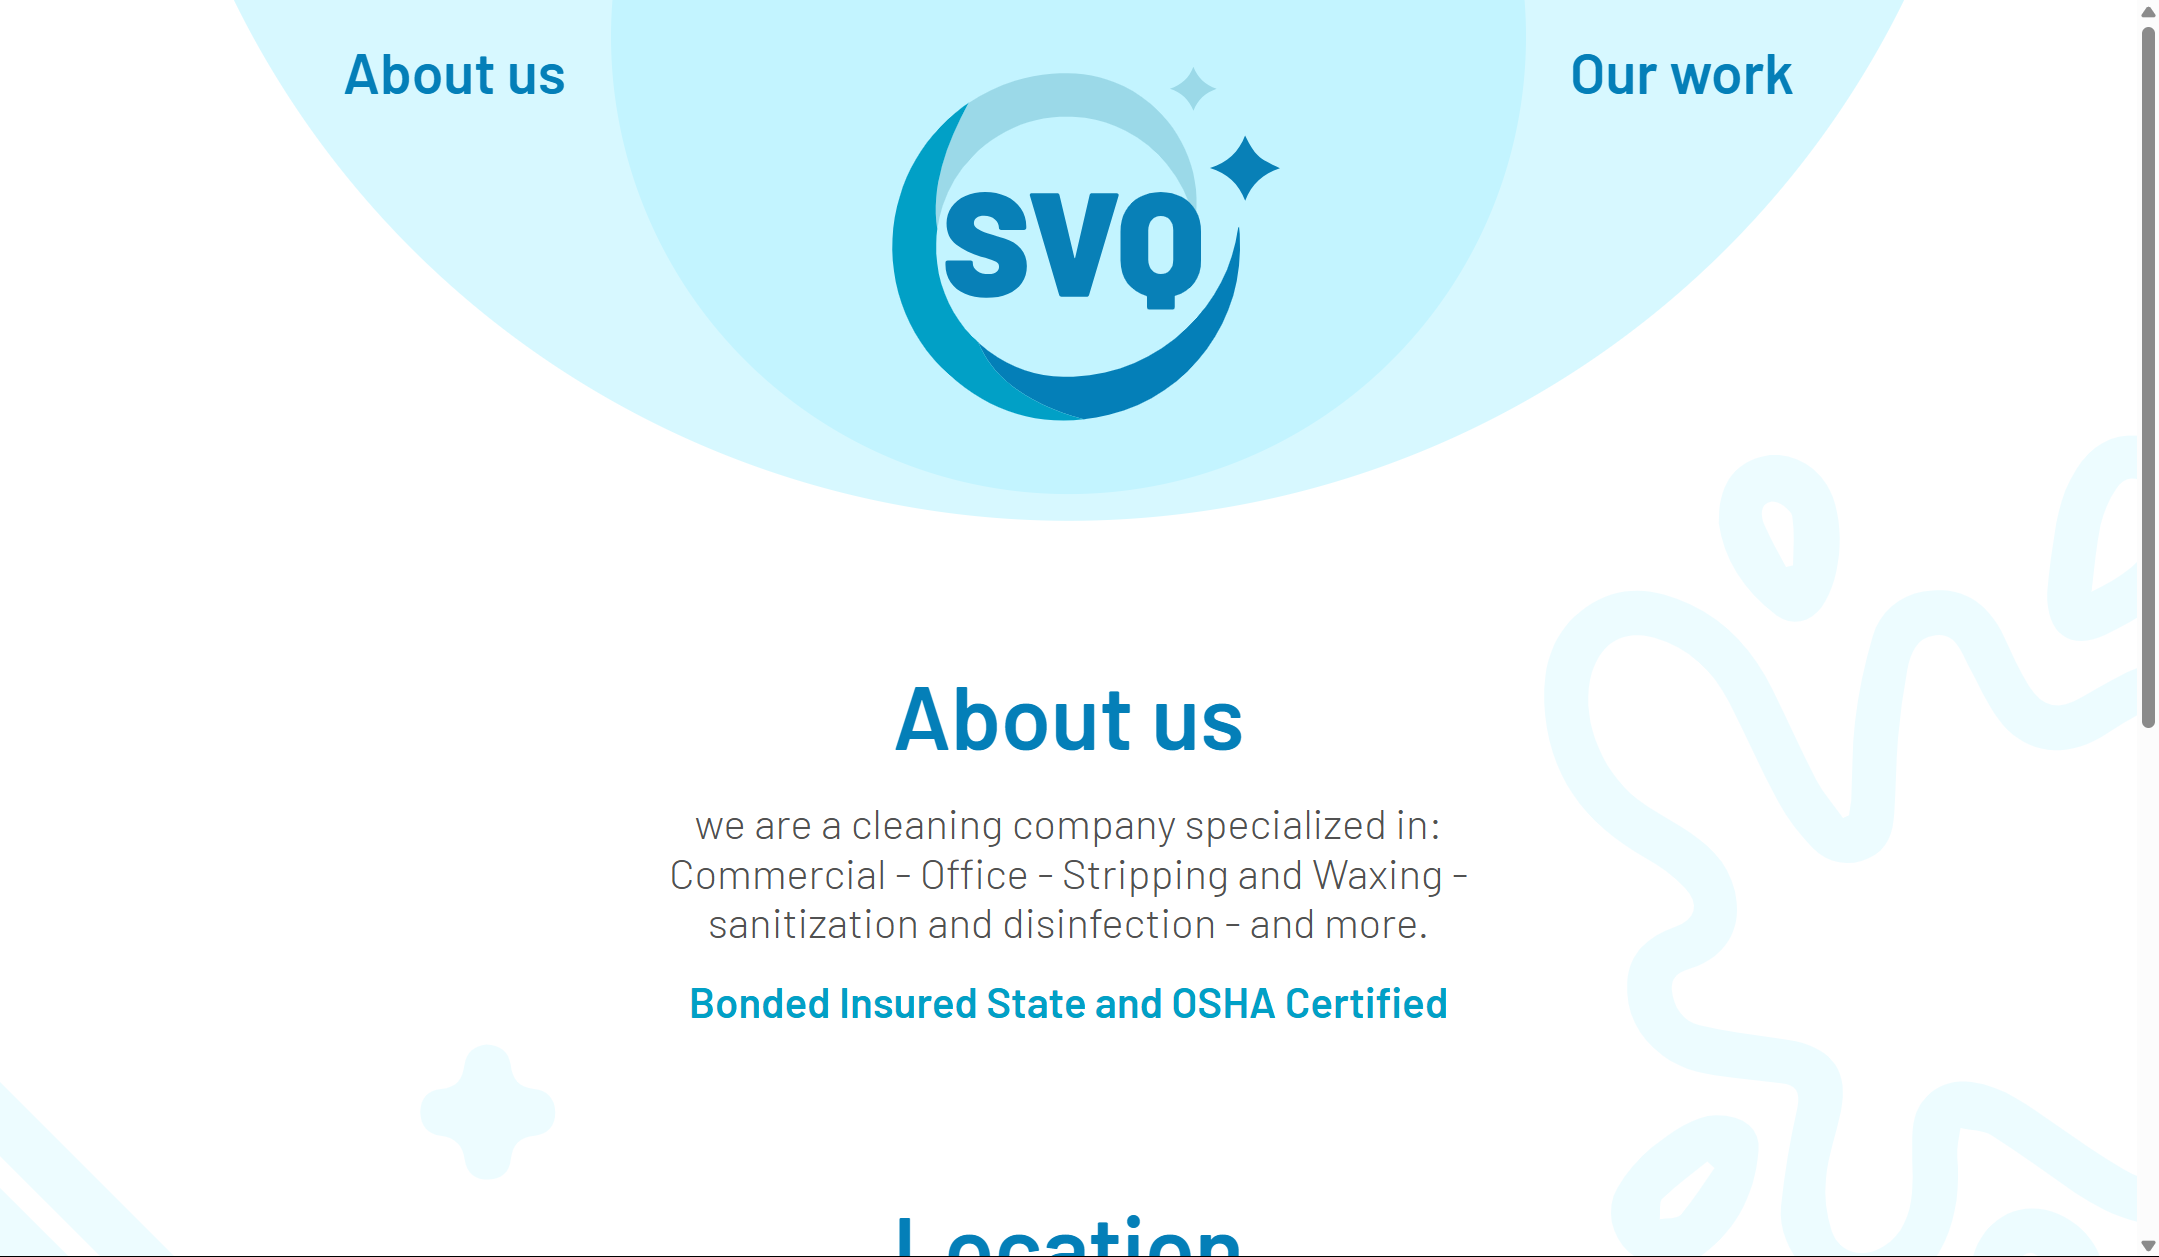 About us
Our work
SVQ
About us
we are a cleaning company specialized in:
Commercial - Office - Stripping and Waxing -
sanitization and disinfection - and more.
Bonded Insured State and OSHA Certified
Location